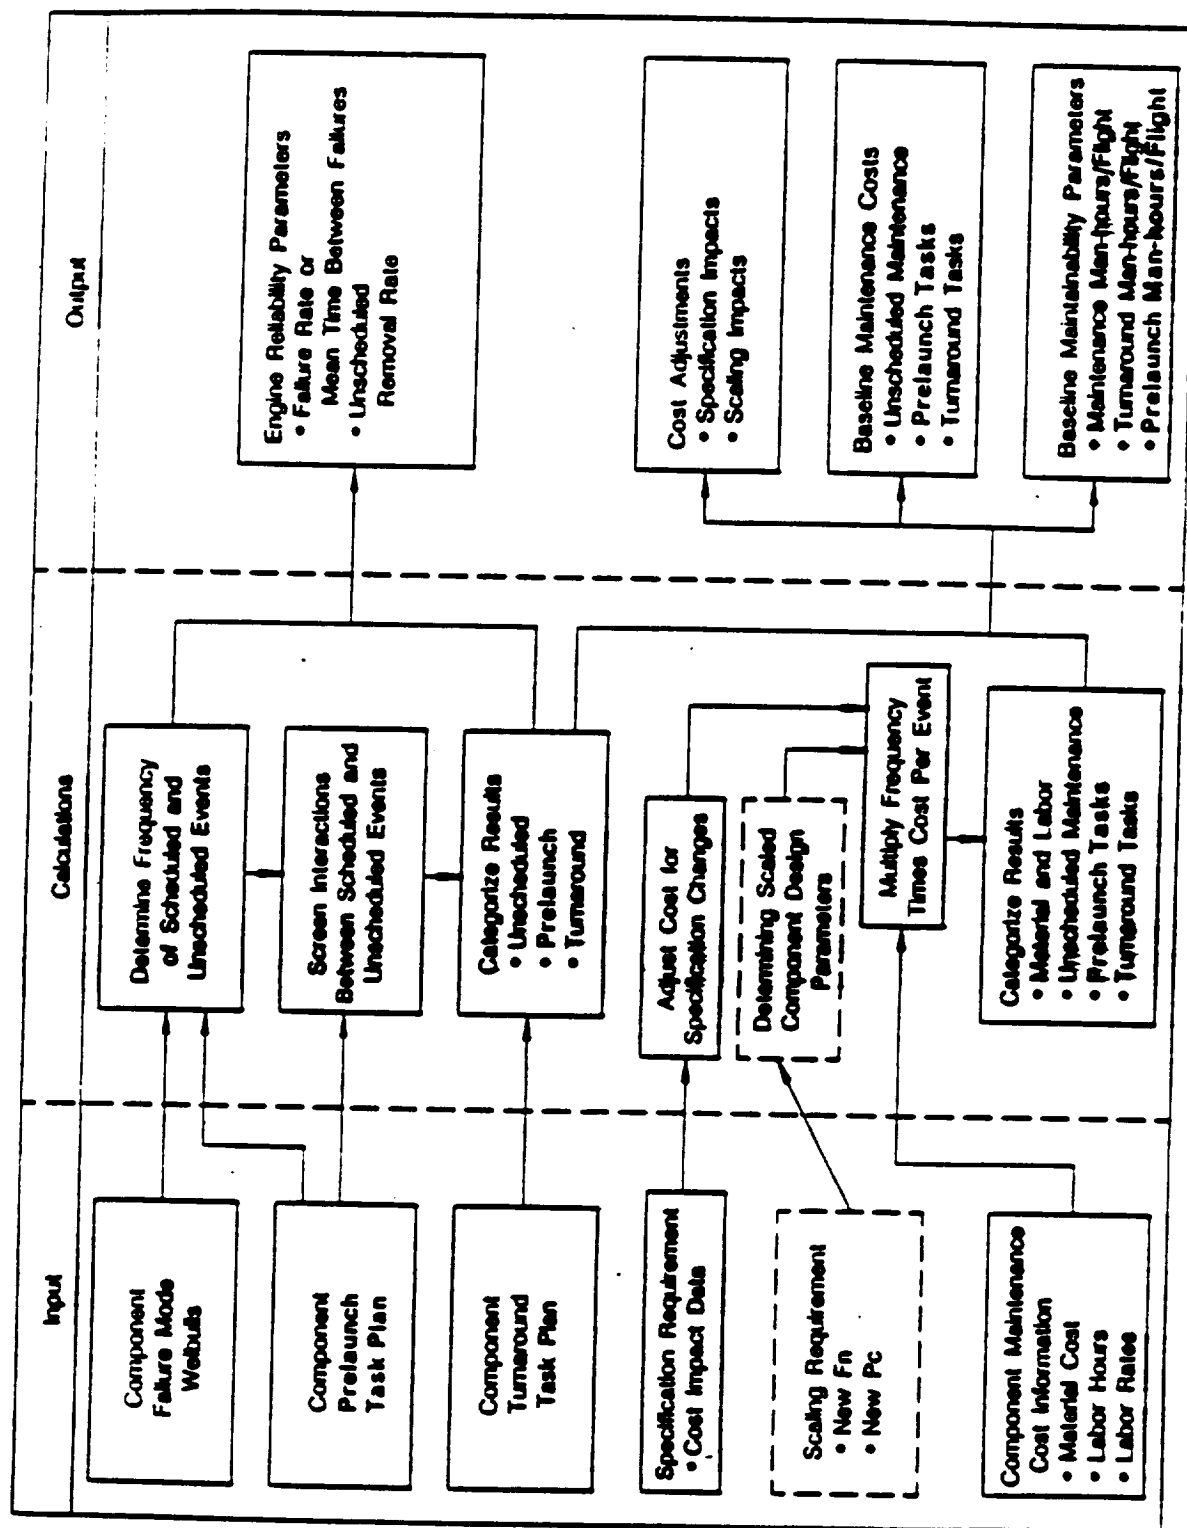 Input
Calculations
Output
Component
Failure Mode
Weibulls
Component
Prelaunch
Task Plan
Component
Turnaround
Task Plan
Specification Requirement
• Cost Impact Data
Scaling Requirement
• New Fn
• New Pc
Component Maintenance
Cost Information
• Material Cost
• Labor Hours
• Labor Rates
Determine Frequency
of Scheduled and
Unscheduled Events
Screen Interactions
Between Scheduled and
Unscheduled Events
Categorize Results
• Unscheduled
• Prelaunch
• Turnaround
Adjust Cost for
Specification Changes
Determining Scaled
Component Design
Parameters
Multiply Frequency
Times Cost Per Event
Categorize Results
• Material and Labor
• Unscheduled Maintenance
• Prelaunch Tasks
• Turnaround Tasks
Engine Reliability Parameters
• Failure Rate or
Mean Time Between Failures
• Unscheduled
Removal Rate
Cost Adjustments
• Specification Impacts
• Scaling Impacts
Baseline Maintenance Costs
• Unscheduled Maintenance
• Prelaunch Tasks
• Turnaround Tasks
Baseline Maintainability Parameters
• Maintenance Man-hours/Flight
• Turnaround Man-hours/Flight
• Prelaunch Man-hours/Flight